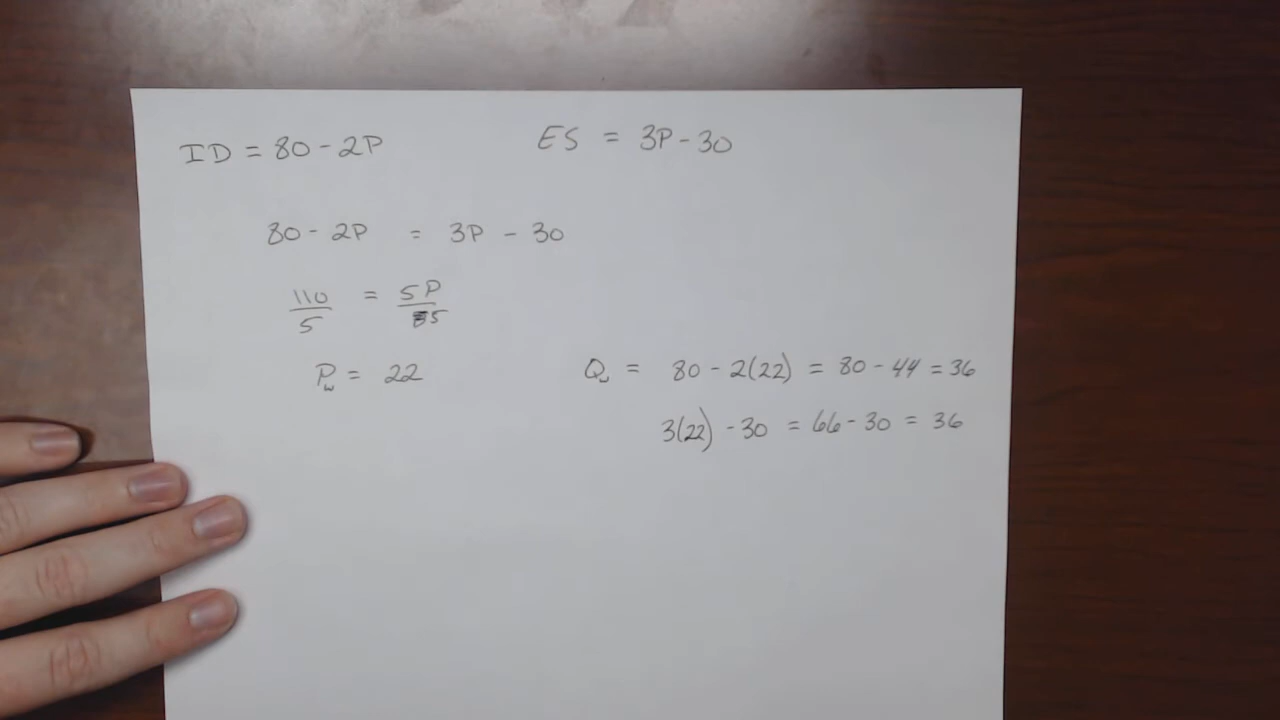 ID = 80 - 2P
ES = 3P - 30
80 - 2P = 3P - 30
110/5 = 5P/5
Pw = 22
Qw = 80 - 2(22) = 80 - 44 = 36
3(22) - 30 = 66 - 30 = 36